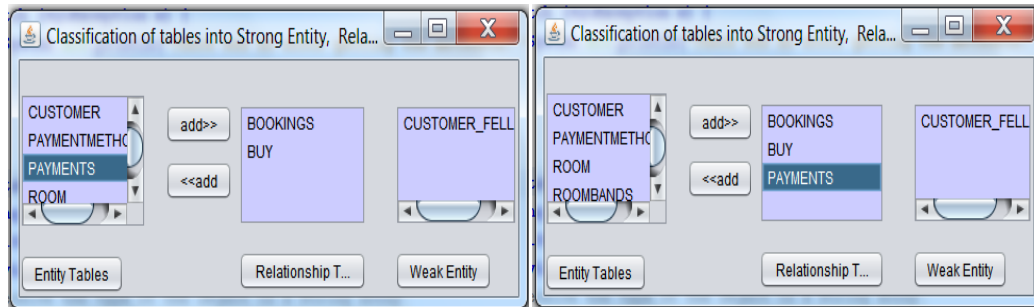 Classification of tables into Strong Entity, Rela...
CUSTOMER
PAYMENTMETHO
PAYMENTS
ROOM
add>>
<<add
BOOKINGS
BUY
CUSTOMER_FELL
Entity Tables
Relationship T...
Weak Entity
Classification of tables into Strong Entity, Rela...
CUSTOMER
PAYMENTMETHO
ROOM
ROOMBANDS
add>>
<<add
BOOKINGS
BUY
PAYMENTS
CUSTOMER_FELL
Entity Tables
Relationship T...
Weak Entity